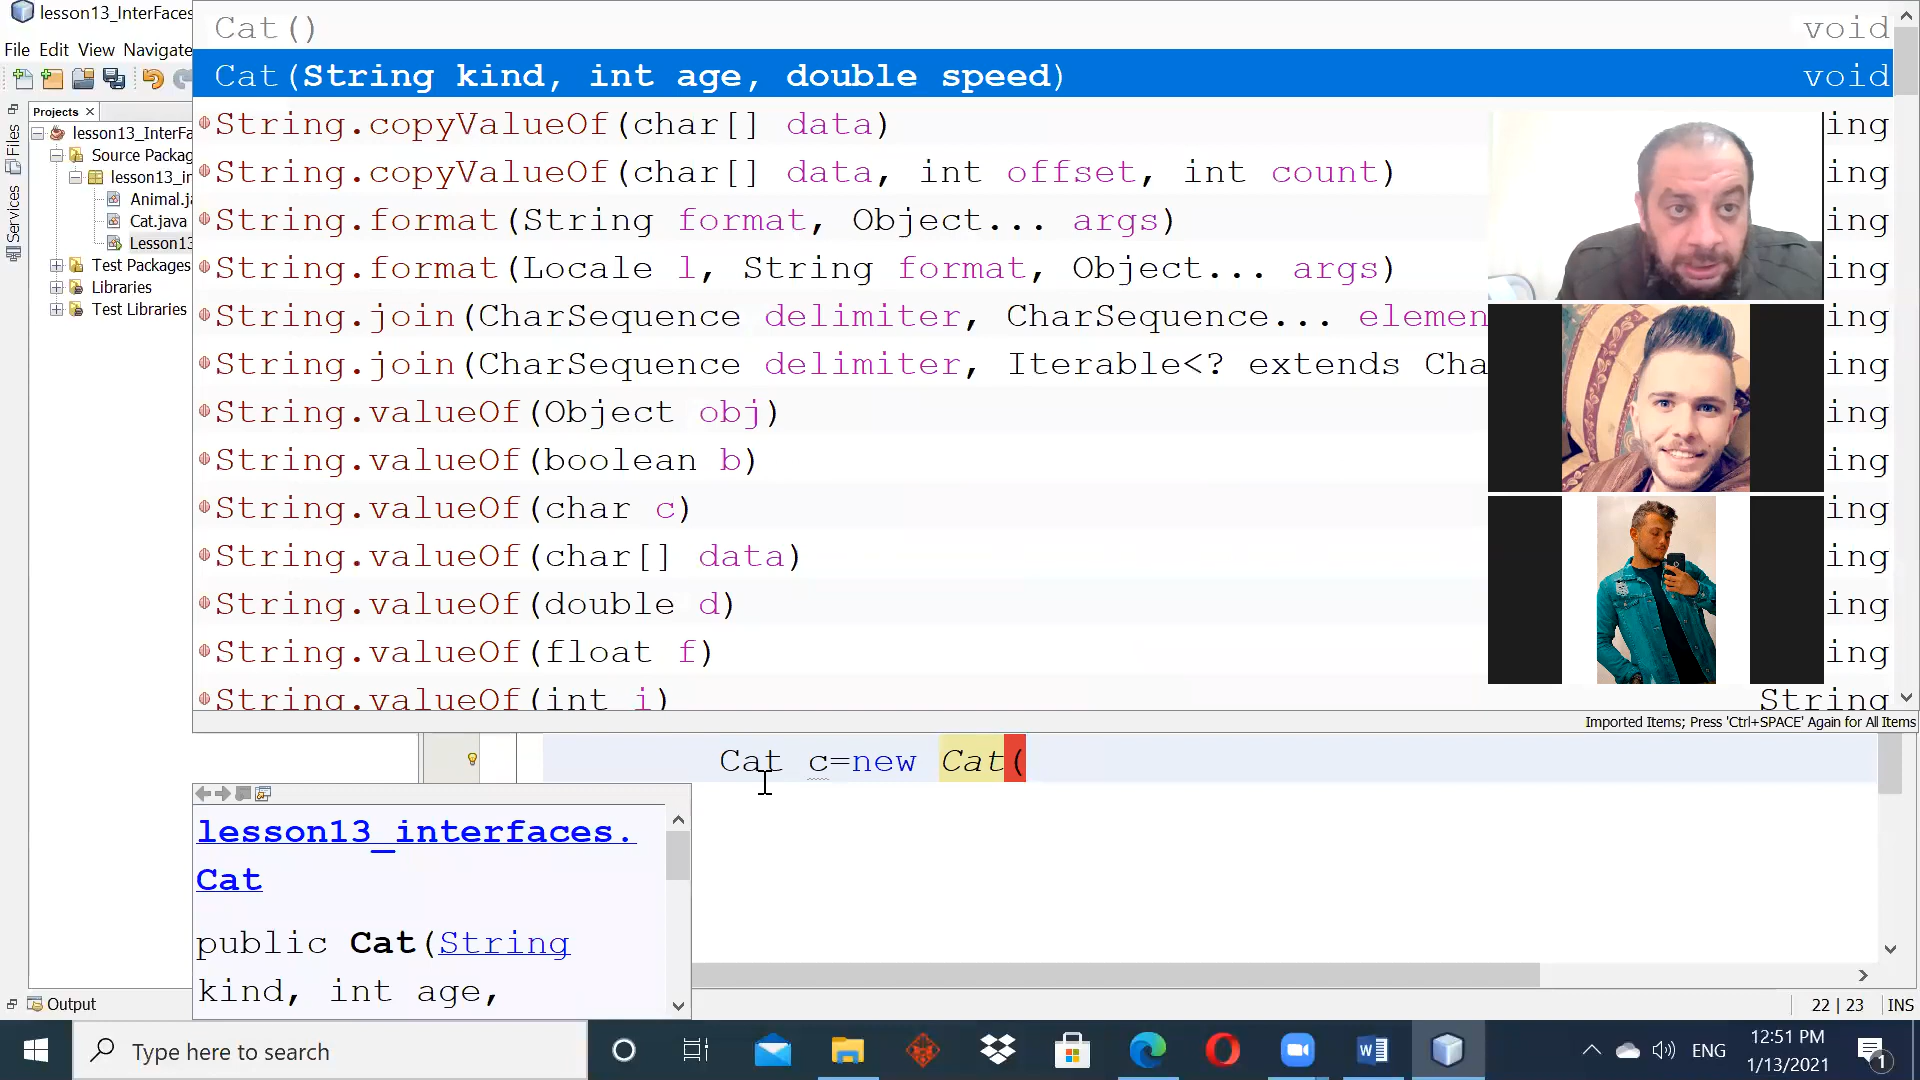 lesson13_InterFaces
File Edit View Navigate
Projects
Files
Services
lesson13_InterFa
Source Packag
lesson13_in
Animal.ja
Cat.java
Lesson13
Test Packages
Libraries
Test Libraries
Cat() void
Cat(String kind, int age, double speed) void
String.copyValueOf(char[] data) ing
String.copyValueOf(char[] data, int offset, int count) ing
String.format(String format, Object... args) ing
String.format(Locale l, String format, Object... args) ing
String.join(CharSequence delimiter, CharSequence... elemen ing
String.join(CharSequence delimiter, Iterable<? extends Cha ing
String.valueOf(Object obj) ing
String.valueOf(boolean b) ing
String.valueOf(char c) ing
String.valueOf(char[] data) ing
String.valueOf(double d) ing
String.valueOf(float f) ing
String.valueOf(int i) String
Imported Items; Press 'Ctrl+SPACE' Again for All Items
Cat c=new Cat(
lesson13_interfaces.
Cat
public Cat(String
kind, int age,
Output
22 | 23 INS
Type here to search
ENG
12:51 PM
1/13/2021
1